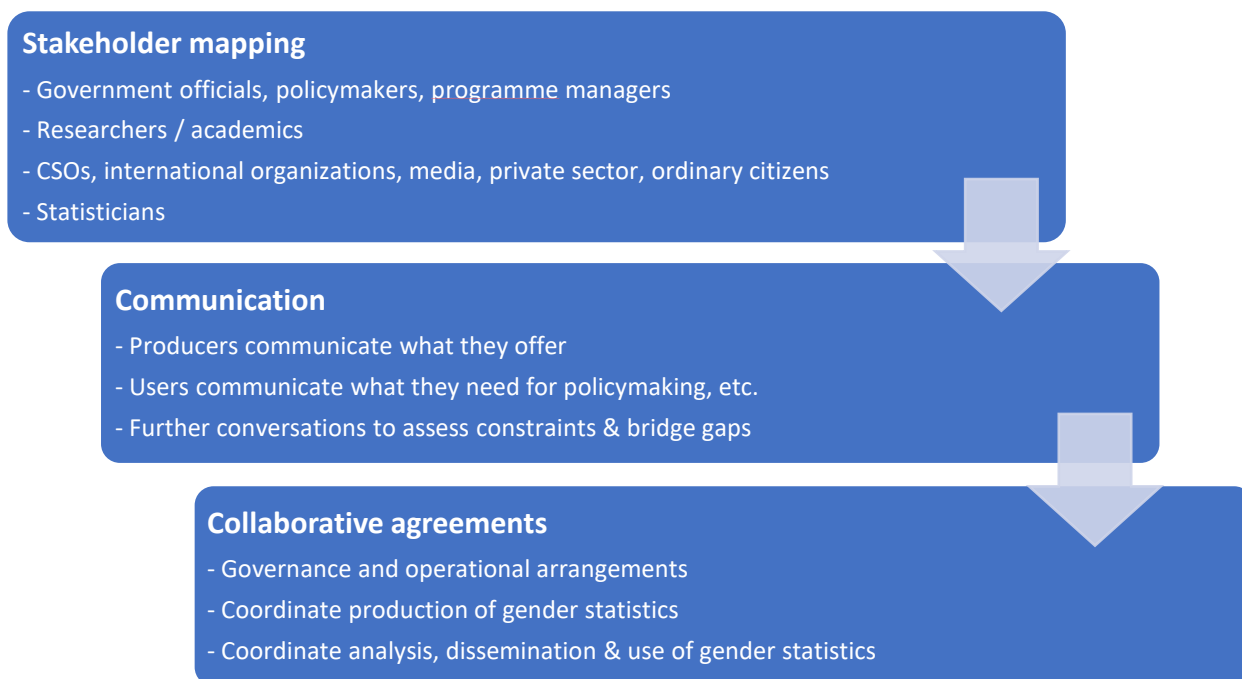 Stakeholder mapping
- Government officials, policymakers, programme managers
- Researchers / academics
- CSOs, international organizations, media, private sector, ordinary citizens
- Statisticians
Communication
- Producers communicate what they offer
- Users communicate what they need for policymaking, etc.
- Further conversations to assess constraints & bridge gaps
Collaborative agreements
- Governance and operational arrangements
- Coordinate production of gender statistics
- Coordinate analysis, dissemination & use of gender statistics